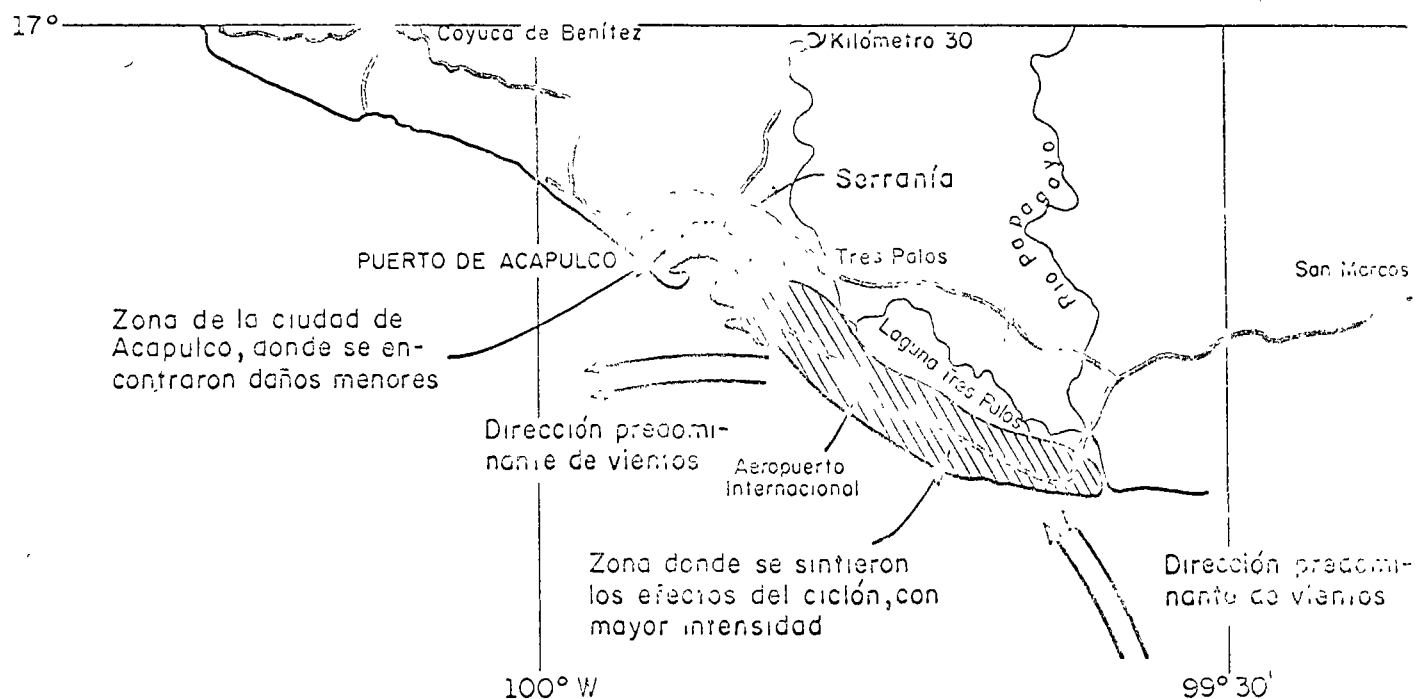 17°
Coyuca de Benítez
Kilómetro 30
Serranía
Río Papagayo
PUERTO DE ACAPULCO
Tres Palos
San Marcos
Zona de la ciudad de
Acapulco, donde se en-
contraron daños menores
Laguna Tres Palos
Dirección predomi-
nante de vientos
Aeropuerto
Internacional
Zona donde se sintieron
los efectos del ciclón, con
mayor intensidad
Dirección predomi-
nante de vientos
100° W
99° 30'